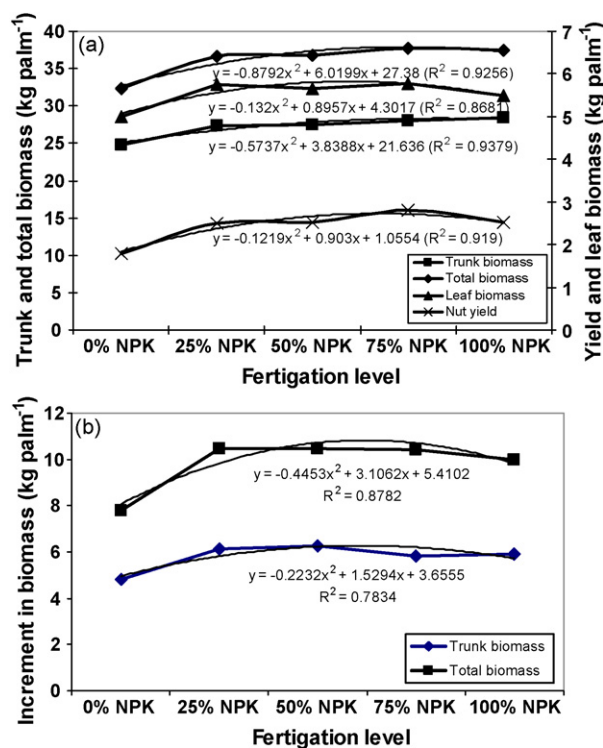 (a)
Trunk and total biomass (kg palm⁻¹)
Yield and leaf biomass (kg palm⁻¹)
40
35
30
25
20
15
10
5
0
7
6
5
4
3
2
1
0
y = -0.8792x² + 6.0199x + 27.38 (R² = 0.9256)
y = -0.132x² + 0.8957x + 4.3017 (R² = 0.8681
y = -0.5737x² + 3.8388x + 21.636 (R² = 0.9379)
y = -0.1219x² + 0.903x + 1.0554 (R² = 0.919)
Trunk biomass
Total biomass
Leaf biomass
Nut yield
0% NPK 25% NPK 50% NPK 75% NPK 100% NPK
Fertigation level
(b)
Increment in biomass (kg palm⁻¹)
12
10
8
6
4
2
0
y = -0.4453x² + 3.1062x + 5.4102
R² = 0.8782
y = -0.2232x² + 1.5294x + 3.6555
R² = 0.7834
Trunk biomass
Total biomass
0% NPK 25% NPK 50% NPK 75% NPK 100% NPK
Fertigation level